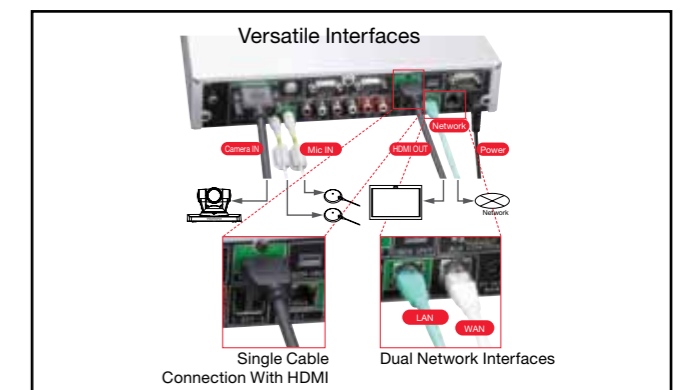 Versatile Interfaces
Camera IN
Mic IN
HDMI OUT
Network
Power
Network
LAN
WAN
Single Cable
Connection With HDMI
Dual Network Interfaces